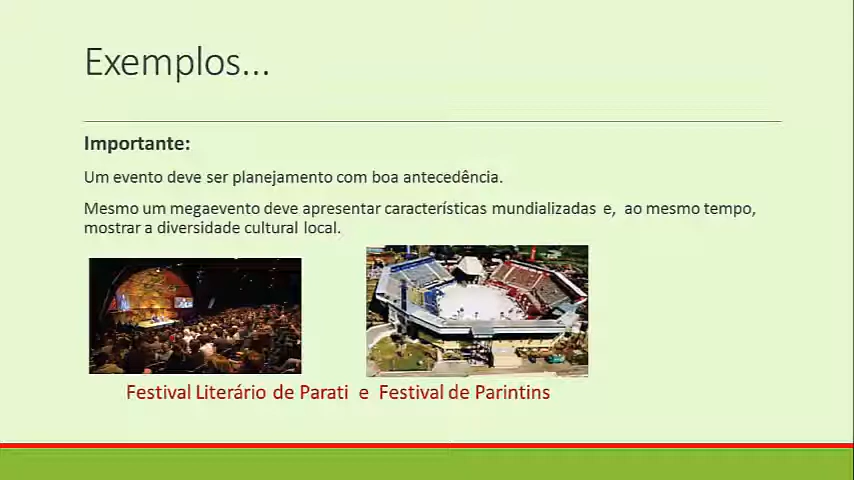 Exemplos...
Importante:
Um evento deve ser planejamento com boa antecedência.
Mesmo um megaevento deve apresentar características mundializadas e, ao mesmo tempo,
mostrar a diversidade cultural local.
Festival Literário de Parati e Festival de Parintins